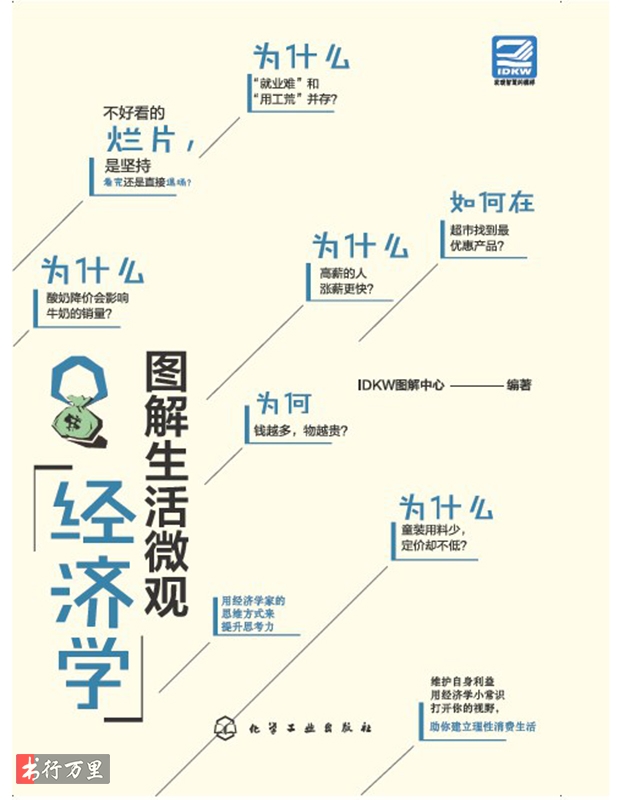 为什么
"就业难"和
"用工荒"并存？
IDKW
不好看的
烂片，
是坚持
看完还是直接退场？
如何在
超市找到最
优惠产品？
为什么
高薪的人
涨薪更快？
为什么
酸奶降价会影响
牛奶的销量？
图解生活微观
「经济学」
IDKW图解中心 ——— 编著
为何
钱越多，物越贵？
为什么
童装用料少，
定价却不低？
用经济学家的
思维方式来
提升思考力
维护自身利益
用经济学小常识
打开你的视野，
助你建立理性消费生活
化学工业出版社
书行万里